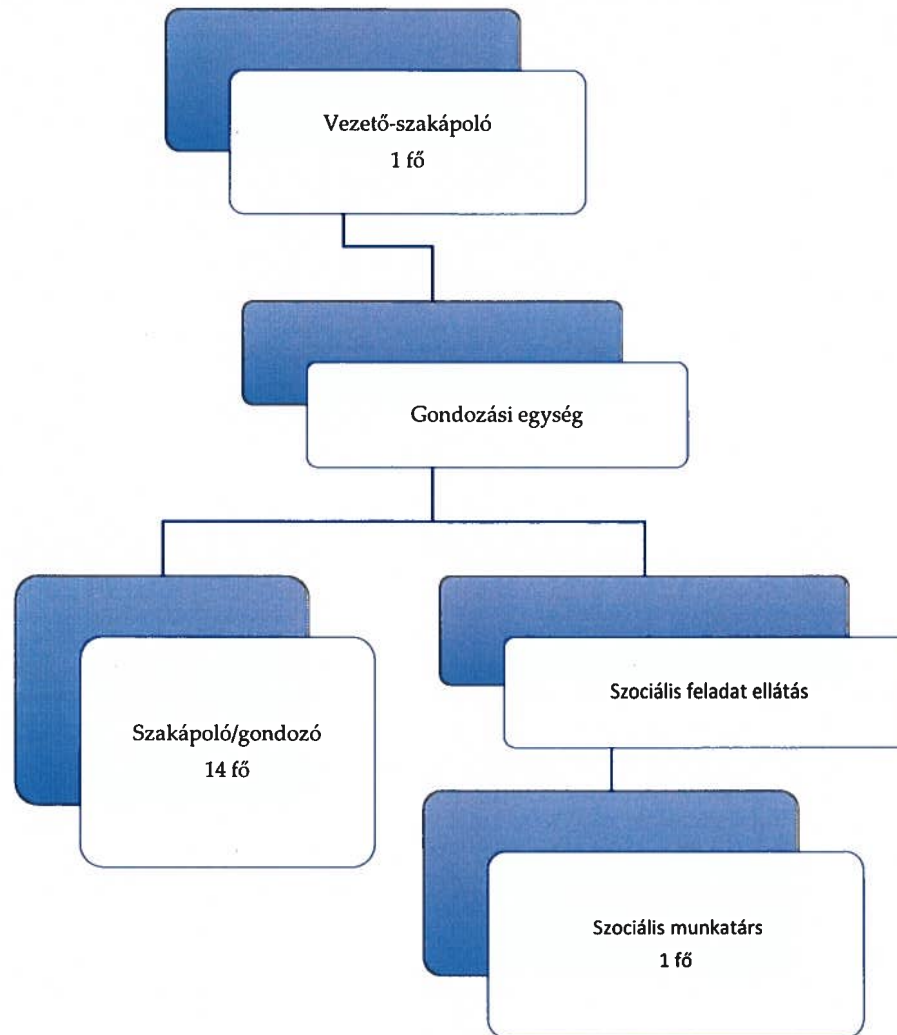 Vezető-szakápoló
1 fő
Gondozási egység
Szakápoló/gondozó
14 fő
Szociális feladat ellátás
Szociális munkatárs
1 fő